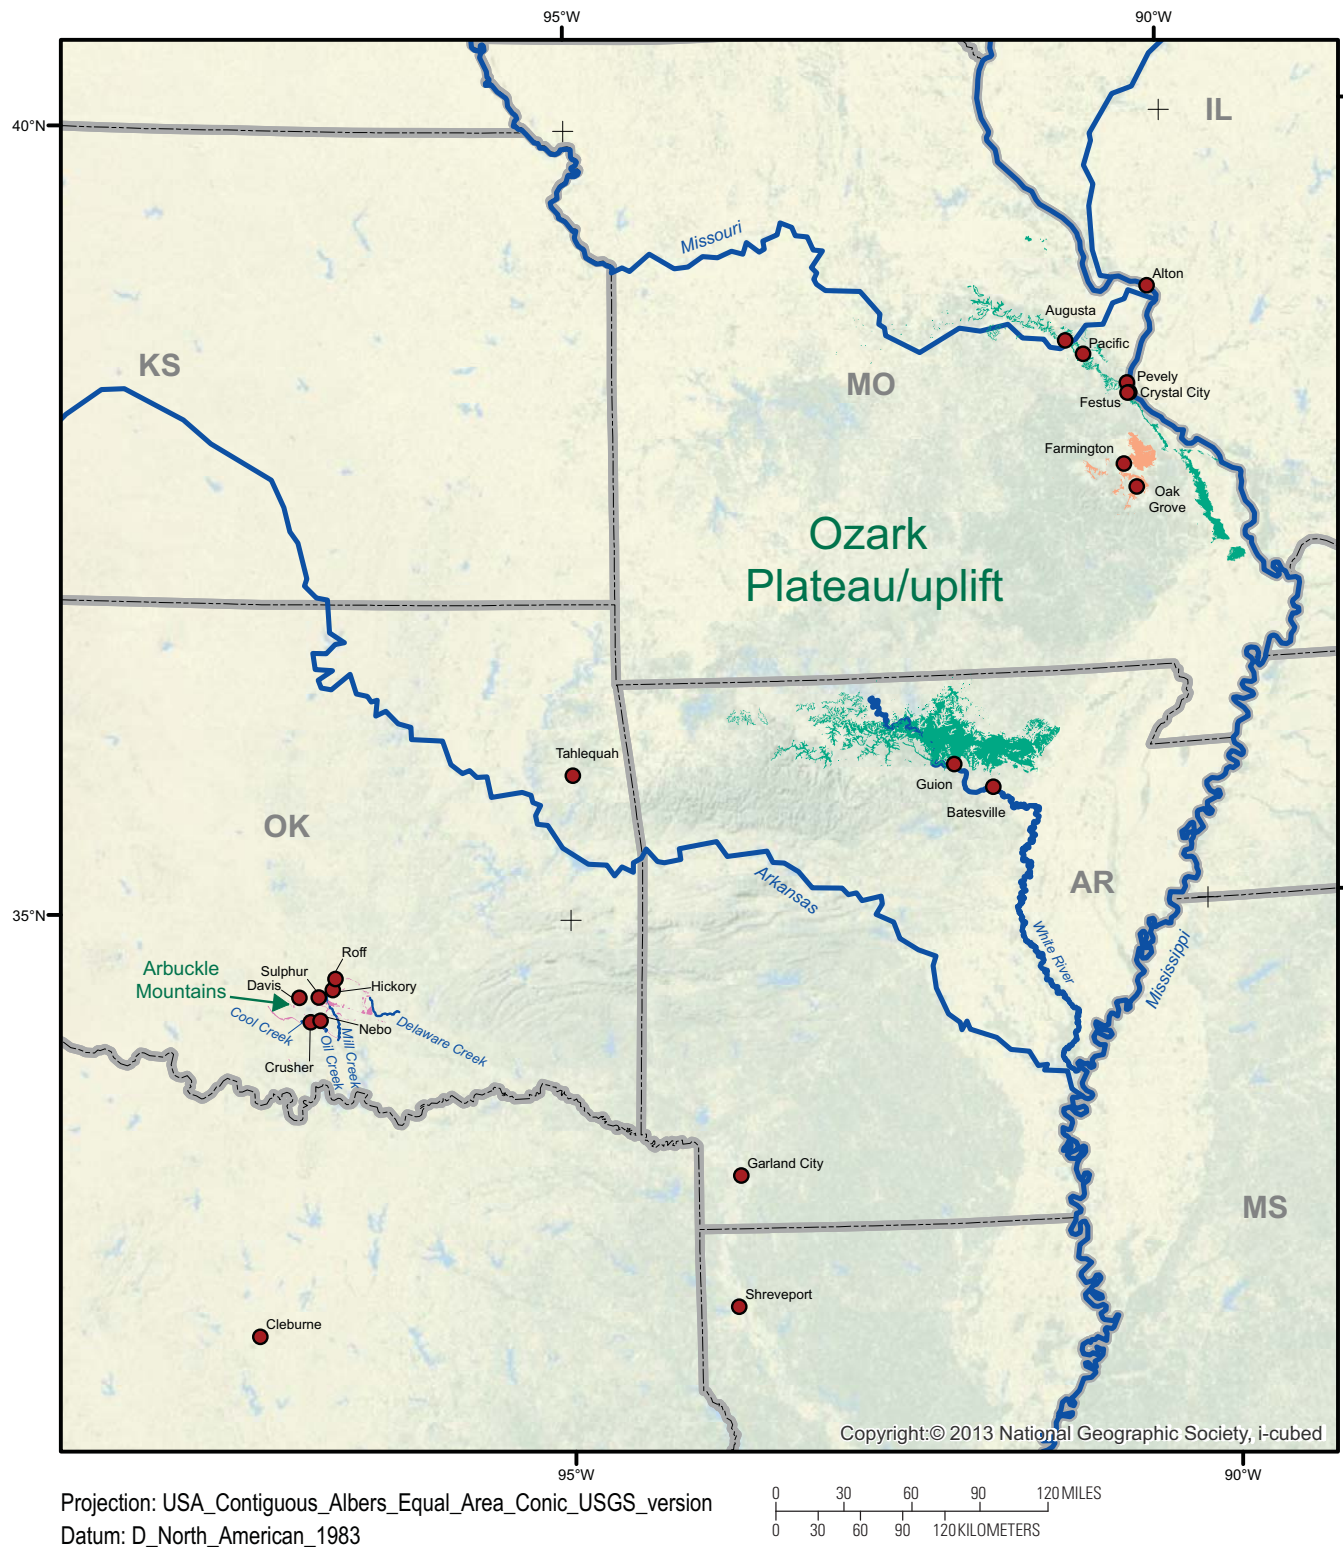 95°W
90°W
40°N
IL
Missouri
Alton
Augusta
Pacific
KS
MO
Pevely
Crystal City
Festus
Farmington
Oak
Grove
Ozark
Plateau/uplift
Tahlequah
Guion
Batesville
OK
AR
Arkansas
35°N
White River
Mississippi
Roff
Arbuckle
Mountains
Sulphur
Davis
Hickory
Cool Creek
Nebo
Delaware Creek
Crusher
Oil Creek
Mill Creek
Garland City
MS
Shreveport
Cleburne
Copyright:© 2013 National Geographic Society, i-cubed
95°W
90°W
Projection: USA_Contiguous_Albers_Equal_Area_Conic_USGS_version
Datum: D_North_American_1983
0 30 60 90 120 MILES
0 30 60 90 120 KILOMETERS